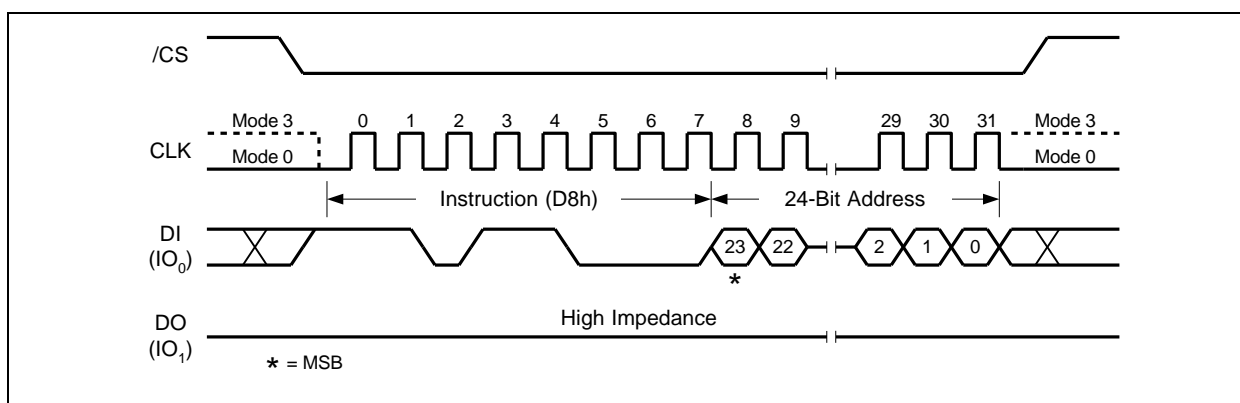 /CS
Mode 3 0 1 2 3 4 5 6 7 8 9 29 30 31 Mode 3
CLK
Mode 0 Mode 0
Instruction (D8h) 24-Bit Address
DI
(IO0) 23 22 2 1 0
*
DO High Impedance
(IO1)
* = MSB